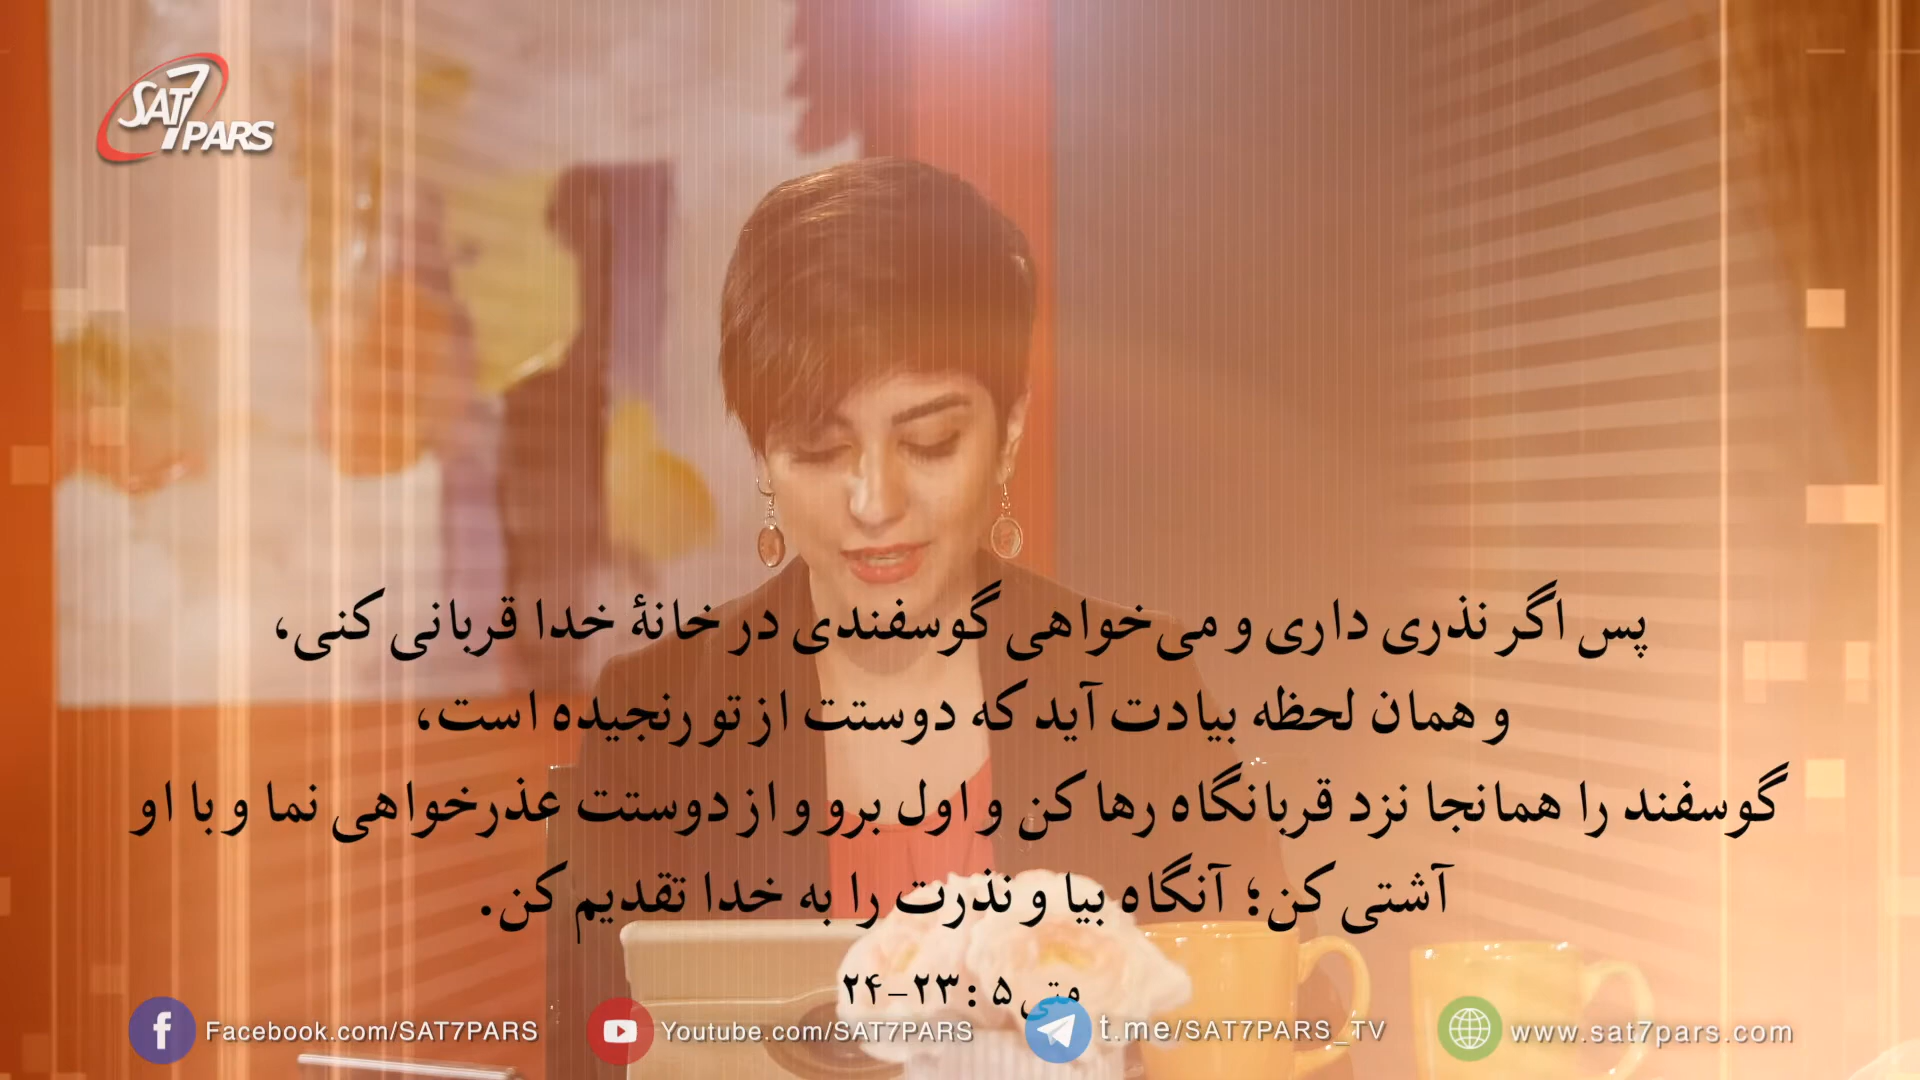 SAT7
PARS
پس اگر نذری داری و می‌خواهی گوسفندی در خانهٔ خدا قربانی کنی،
و همان لحظه بیادت آید که دوستت از تو رنجیده است،
گوسفند را همانجا نزد قربانگاه رها کن و اول برو و از دوستت عذرخواهی نما و با او
آشتی کن؛ آنگاه بیا و نذرت را به خدا تقدیم کن.
متی ۵ : ۲۳-۲۴
Facebook.com/SAT7PARS
Youtube.com/SAT7PARS
t.me/SAT7PARS_TV
www.sat7pars.com